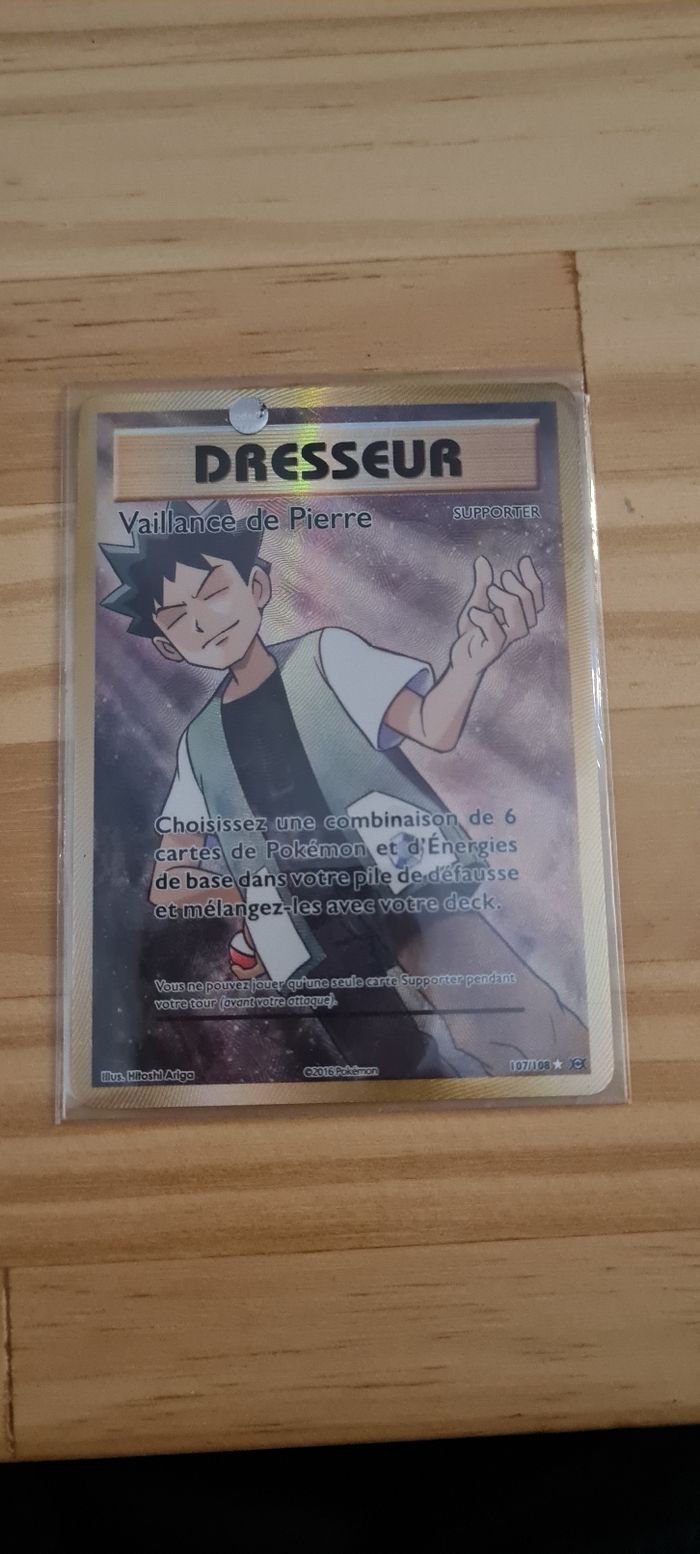 DRESSEUR
Vaillance de Pierre
SUPPORTER
Choisissez une combinaison de 6
cartes de Pokémon et d'Énergies
de base dans votre pile de défausse
et mélangez-les avec votre deck.
Vous ne pouvez jouer qu'une seule carte Supporter pendant
votre tour (avant votre attaque).
Illus. Hitoshi Ariga
©2016 Pokémon
107/108 ★